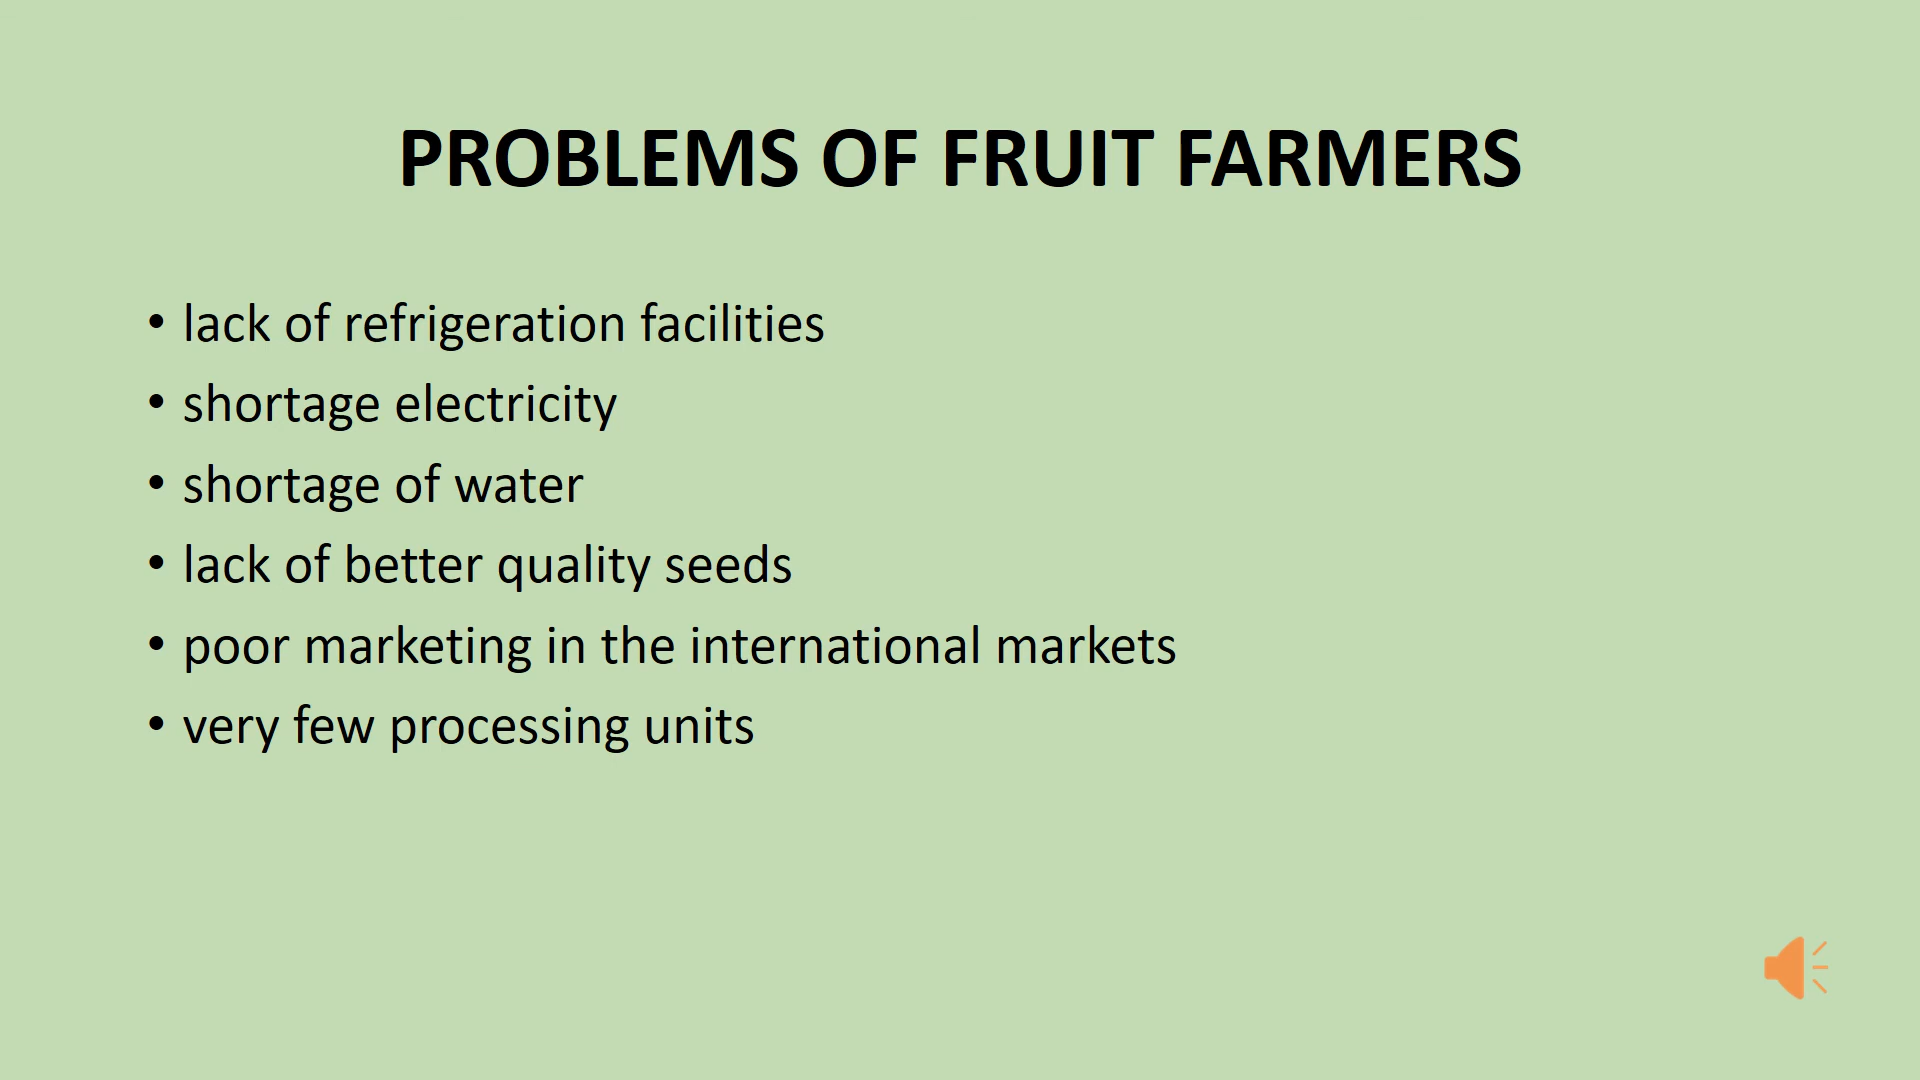 PROBLEMS OF FRUIT FARMERS
• lack of refrigeration facilities
• shortage electricity
• shortage of water
• lack of better quality seeds
• poor marketing in the international markets
• very few processing units